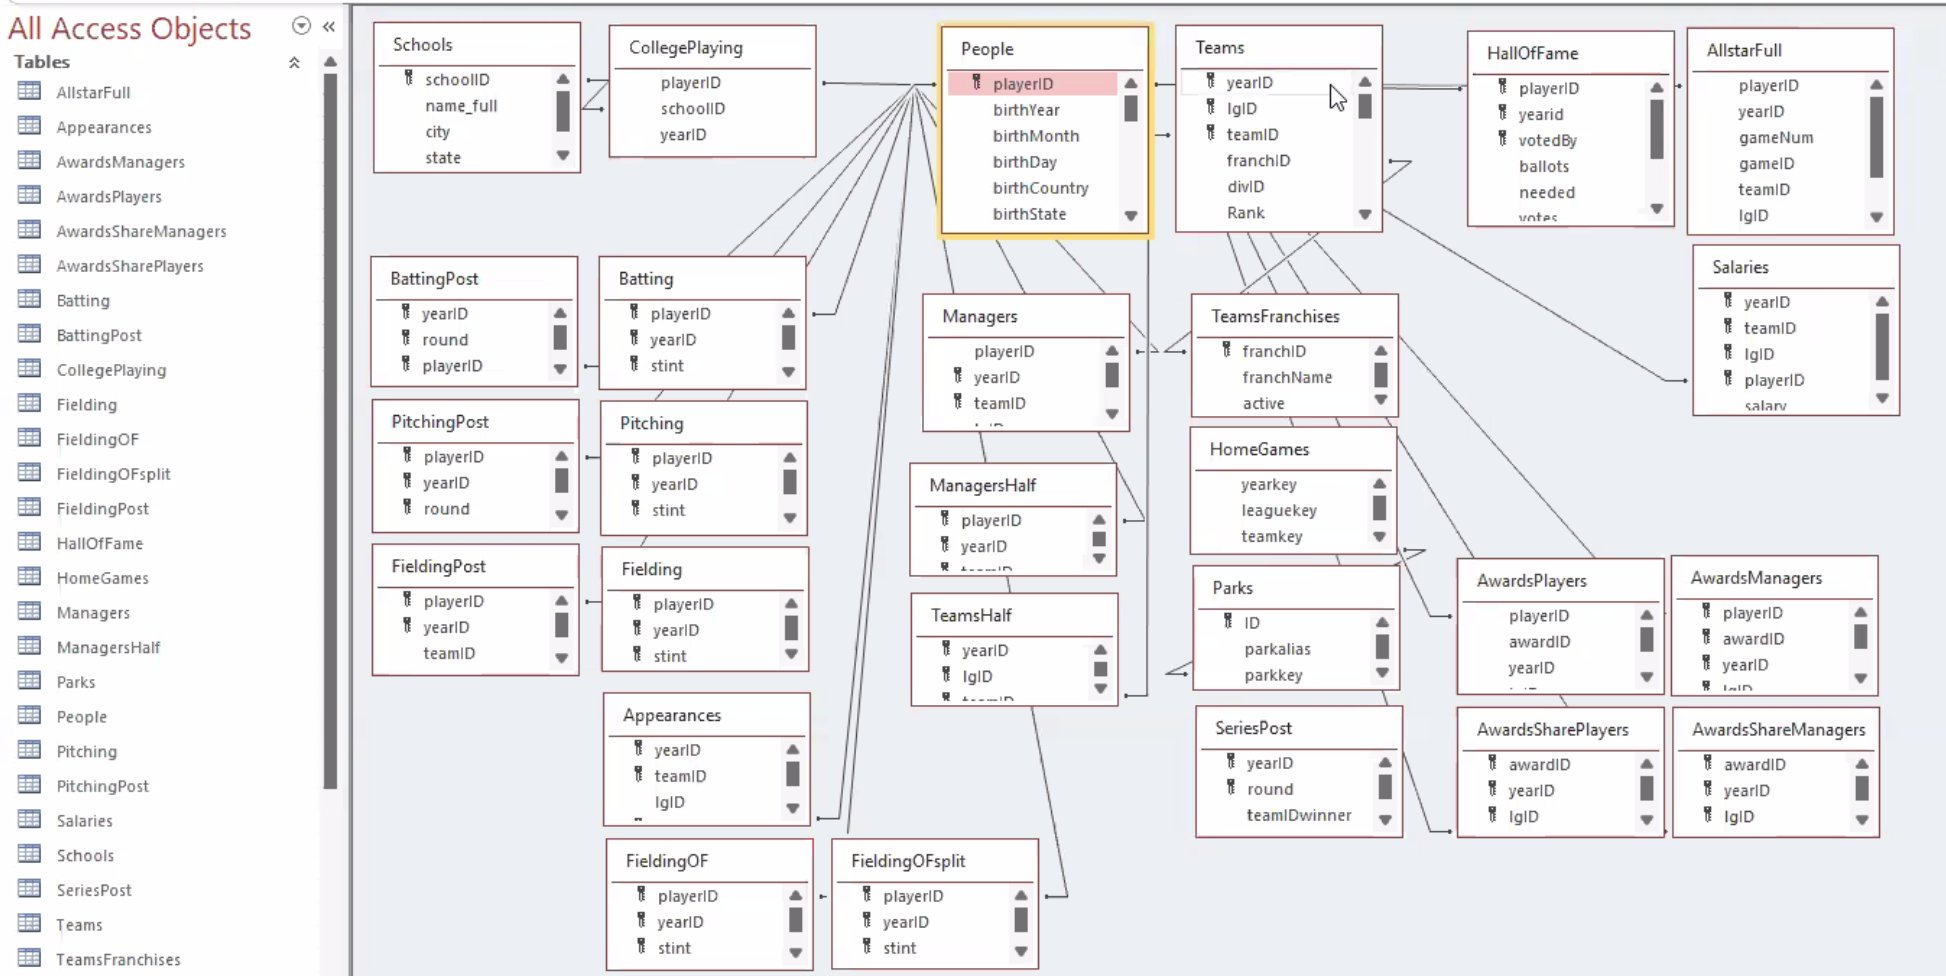 All Access Objects
Tables
AllstarFull
Appearances
AwardsManagers
AwardsPlayers
AwardsShareManagers
AwardsSharePlayers
Batting
BattingPost
CollegePlaying
Fielding
FieldingOF
FieldingOFsplit
FieldingPost
HallOfFame
HomeGames
Managers
ManagersHalf
Parks
People
Pitching
PitchingPost
Salaries
Schools
SeriesPost
Teams
TeamsFranchises
Schools
schoolID
name_full
city
state
CollegePlaying
playerID
schoolID
yearID
People
playerID
birthYear
birthMonth
birthDay
birthCountry
birthState
Teams
yearID
lgID
teamID
franchID
divID
Rank
HallOfFame
playerID
yearid
votedBy
ballots
needed
votes
AllstarFull
playerID
yearID
gameNum
gameID
teamID
lgID
Salaries
yearID
teamID
lgID
playerID
salary
BattingPost
yearID
round
playerID
Batting
playerID
yearID
stint
Managers
playerID
yearID
teamID
TeamsFranchises
franchID
franchName
active
PitchingPost
playerID
yearID
round
Pitching
playerID
yearID
stint
ManagersHalf
playerID
yearID
teamID
HomeGames
yearkey
leaguekey
teamkey
FieldingPost
playerID
yearID
teamID
Fielding
playerID
yearID
stint
TeamsHalf
yearID
lgID
teamID
Parks
ID
parkalias
parkkey
AwardsPlayers
playerID
awardID
yearID
AwardsManagers
playerID
awardID
yearID
lgID
Appearances
yearID
teamID
lgID
SeriesPost
yearID
round
teamIDwinner
AwardsSharePlayers
awardID
yearID
lgID
AwardsShareManagers
awardID
yearID
lgID
FieldingOF
playerID
yearID
stint
FieldingOFsplit
playerID
yearID
stint